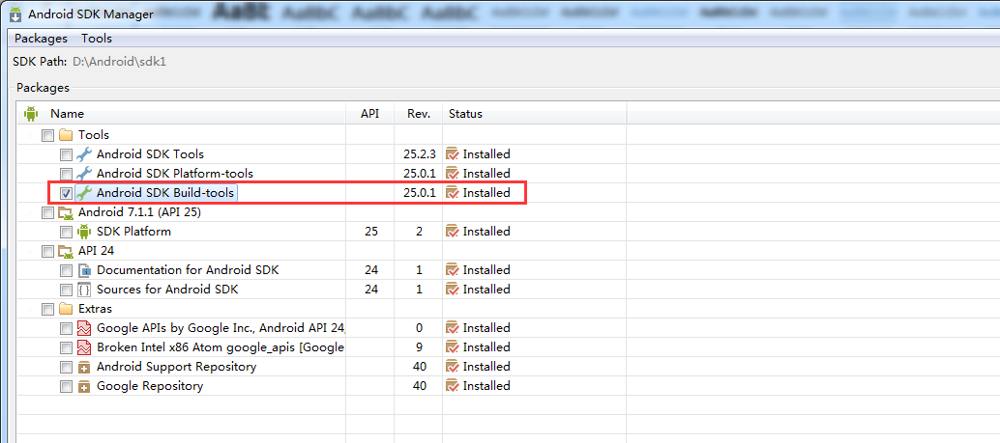 Android SDK Manager
Packages Tools
SDK Path: D:\Android\sdk1
Packages
Name API Rev. Status
Tools
Android SDK Tools 25.2.3 Installed
Android SDK Platform-tools 25.0.1 Installed
Android SDK Build-tools 25.0.1 Installed
Android 7.1.1 (API 25)
SDK Platform 25 2 Installed
API 24
Documentation for Android SDK 24 1 Installed
Sources for Android SDK 24 1 Installed
Extras
Google APIs by Google Inc., Android API 24, 0 Installed
Broken Intel x86 Atom google_apis [Google 9 Installed
Android Support Repository 40 Installed
Google Repository 40 Installed